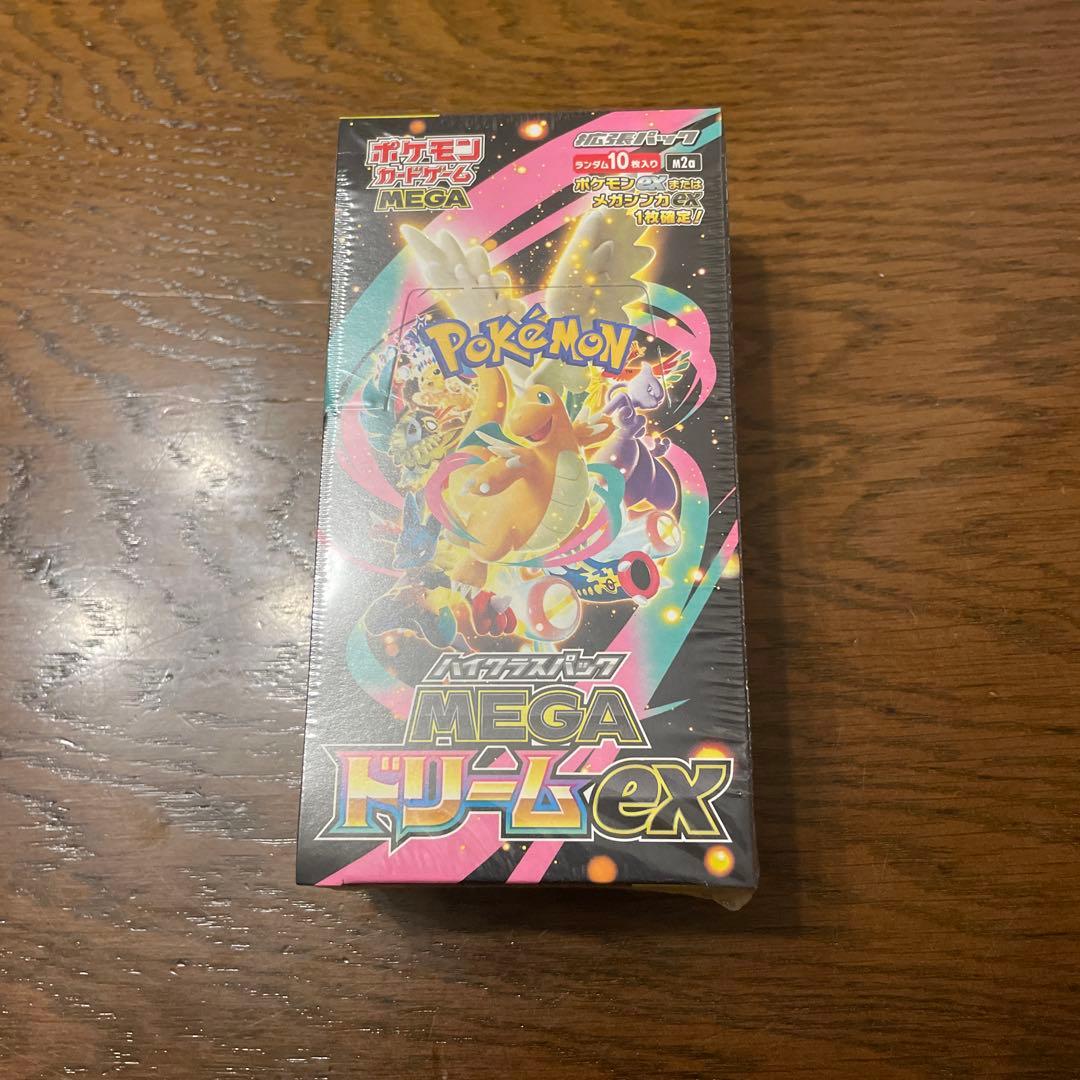 ポケモン
カードゲーム
MEGA
拡張パック
ランダム10枚入り M2a
ポケモンexまたは
メガシンカex
1枚確定!
POKéMON
ハイクラスパック
MEGA
ドリームex